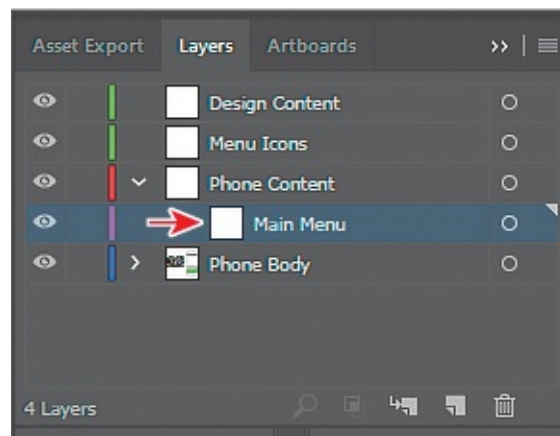 Asset Export Layers Artboards
Design Content
Menu Icons
Phone Content
Main Menu
Phone Body
4 Layers